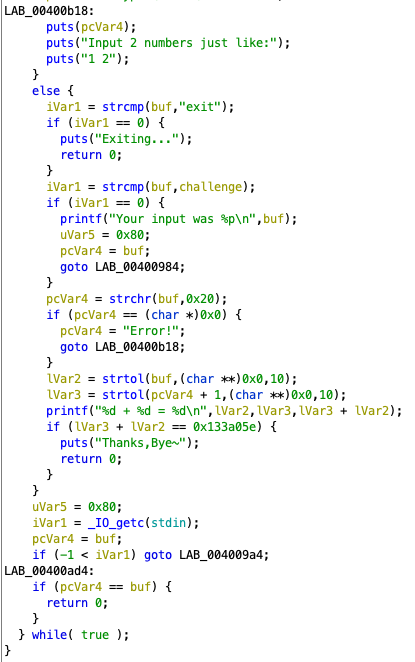 LAB_00400b18:
puts(pcVar4);
puts("Input 2 numbers just like:");
puts("1 2");
}
else {
iVar1 = strcmp(buf,"exit");
if (iVar1 == 0) {
puts("Exiting...");
return 0;
}
iVar1 = strcmp(buf,challenge);
if (iVar1 == 0) {
printf("Your input was %p\n",buf);
uVar5 = 0x80;
pcVar4 = buf;
goto LAB_00400984;
}
pcVar4 = strchr(buf,0x20);
if (pcVar4 == (char *)0x0) {
pcVar4 = "Error!";
goto LAB_00400b18;
}
lVar2 = strtol(buf,(char **)0x0,10);
lVar3 = strtol(pcVar4 + 1,(char **)0x0,10);
printf("%d + %d = %d\n",lVar2,lVar3,lVar3 + lVar2);
if (lVar3 + lVar2 == 0x133a05e) {
puts("Thanks,Bye~");
return 0;
}
}
uVar5 = 0x80;
iVar1 = _IO_getc(stdin);
pcVar4 = buf;
if (-1 < iVar1) goto LAB_004009a4;
LAB_00400ad4:
if (pcVar4 == buf) {
return 0;
}
} while( true );
}